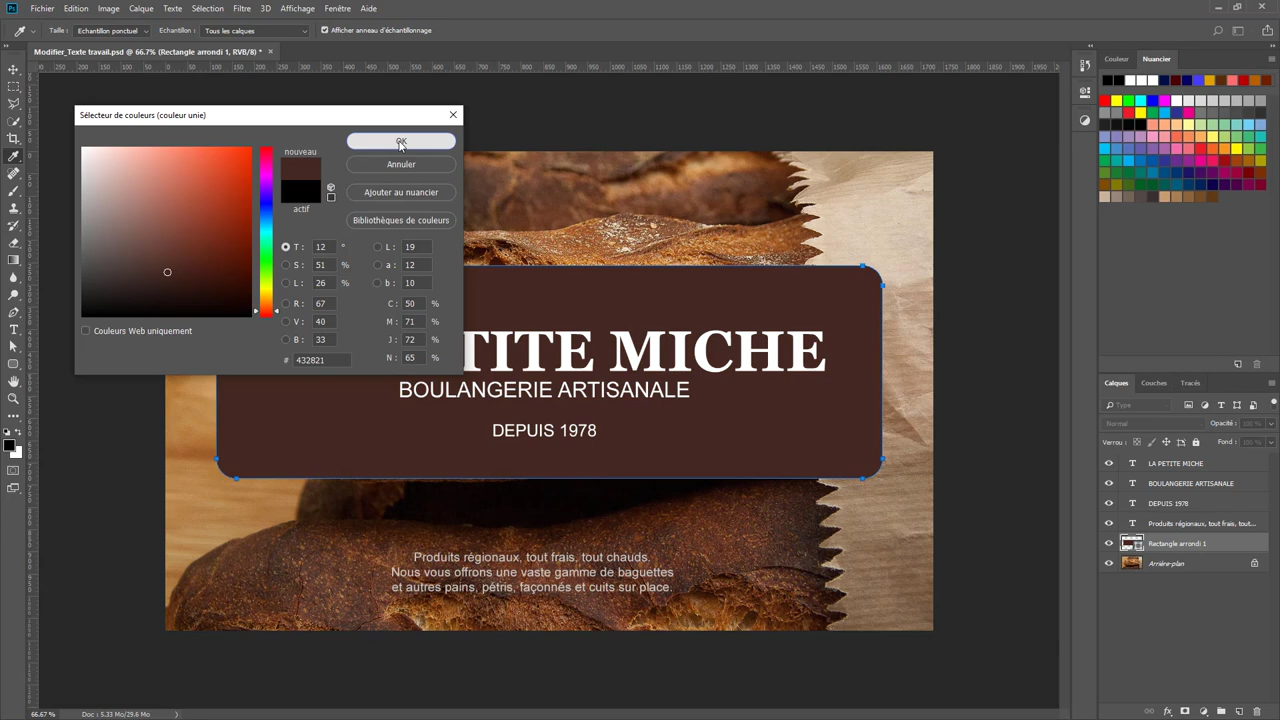 Fichier Edition Image Calque Texte Sélection Filtre 3D Affichage Fenêtre Aide
Taille : Echantillon ponctuel Echantillon : Tous les calques Afficher anneau d'échantillonnage
Modifier_Texte travail.psd @ 66.7% (Rectangle arrondi 1, RVB/8) *
Couleur Nuancier
Sélecteur de couleurs (couleur unie)
nouveau
actif
OK
Annuler
Ajouter au nuancier
Bibliothèques de couleurs
T : 12 ° L : 19
S : 51 % a : 12
L : 26 % b : 10
R : 67 C : 50 %
V : 40 M : 71 %
B : 33 J : 72 %
# 432821 N : 65 %
Couleurs Web uniquement
TITE MICHE
BOULANGERIE ARTISANALE
DEPUIS 1978
Produits régionaux, tout frais, tout chauds.
Nous vous offrons une vaste gamme de baguettes
et autres pains, pétris, façonnés et cuits sur place.
Calques Couches Tracés
Type
Normal Opacité : 100 %
Verrou : Fond : 100 %
T LA PETITE MICHE
T BOULANGERIE ARTISANALE
T DEPUIS 1978
T Produits régionaux, tout frais, tout...
Rectangle arrondi 1
Arrière-plan
66.67 % Doc : 5.33 Mo/29.6 Mo